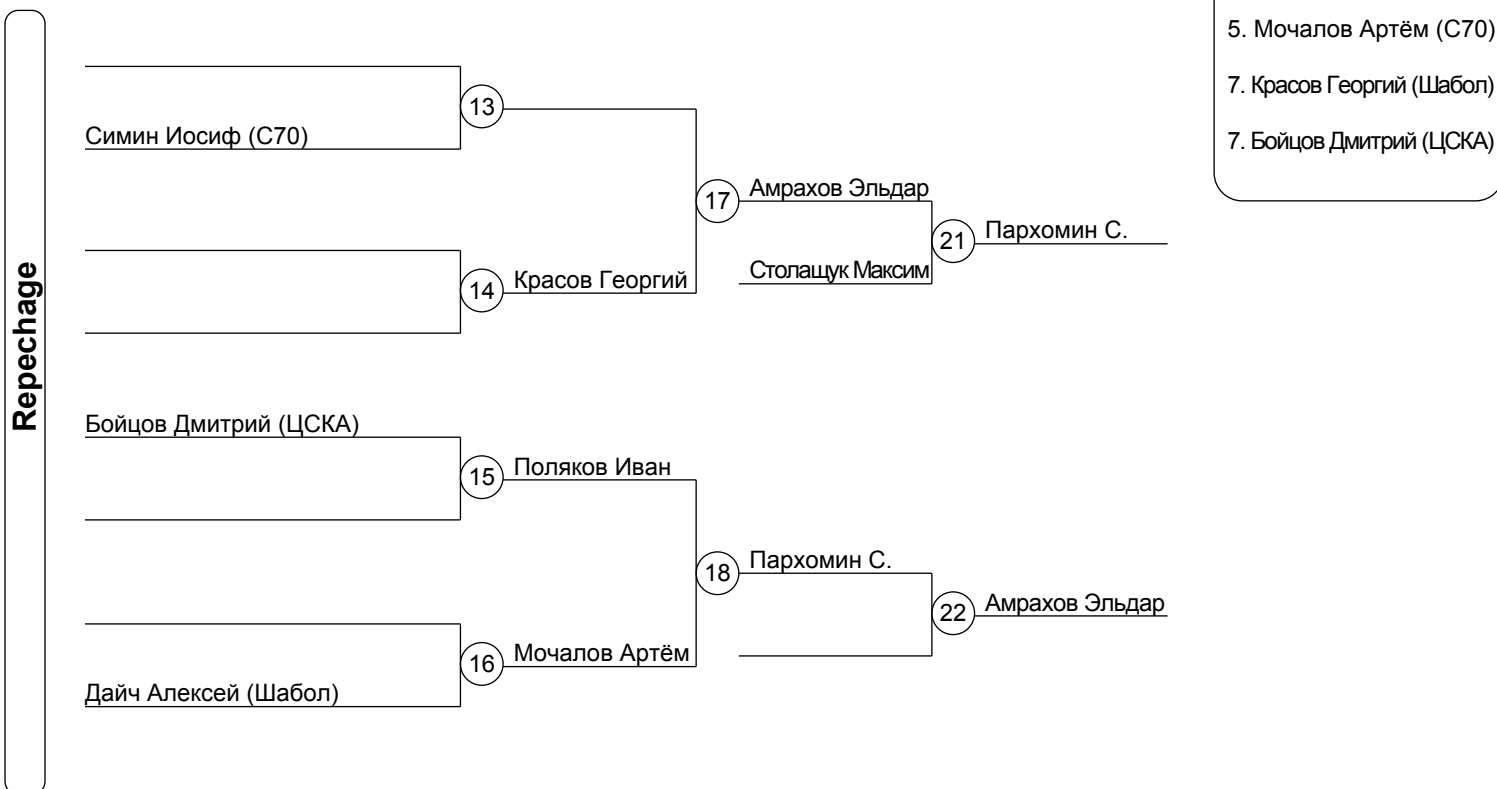 5. Мочалов Артём (С70)
7. Красов Георгий (Шабол)
7. Бойцов Дмитрий (ЦСКА)
Repechage
13
Симин Иосиф (С70)
17
Амрахов Эльдар
21
Пархомин С.
Столащук Максим
14
Красов Георгий
Бойцов Дмитрий (ЦСКА)
15
Поляков Иван
18
Пархомин С.
22
Амрахов Эльдар
16
Мочалов Артём
Дайч Алексей (Шабол)